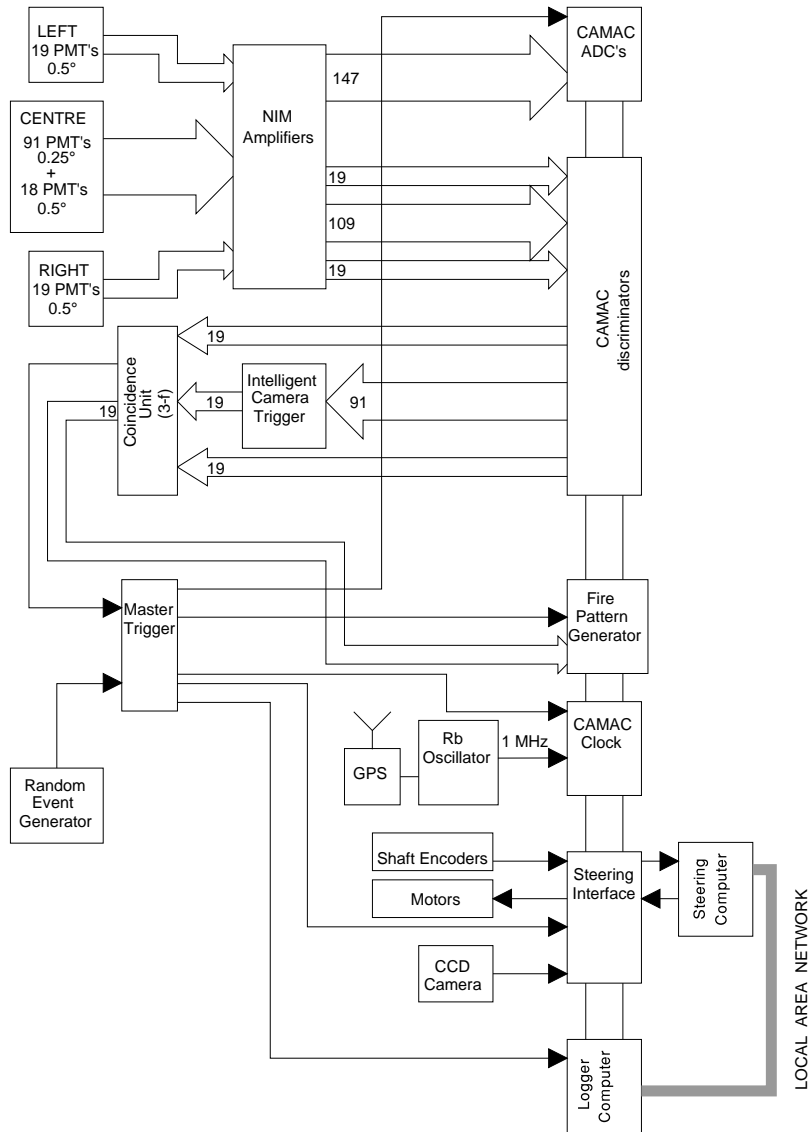 LEFT
19 PMT's
0.5°
CENTRE
91 PMT's
0.25°
+
18 PMT's
0.5°
RIGHT
19 PMT's
0.5°
NIM
Amplifiers
147
19
109
19
CAMAC
ADC's
CAMAC
discriminators
19
Coincidence
Unit
(3-f)
19
19
Intelligent
Camera
Trigger
91
19
Master
Trigger
Fire
Pattern
Generator
Random
Event
Generator
GPS
Rb
Oscillator
1 MHz
CAMAC
Clock
Shaft Encoders
Motors
CCD
Camera
Steering
Interface
Steering
Computer
Logger
Computer
LOCAL AREA NETWORK